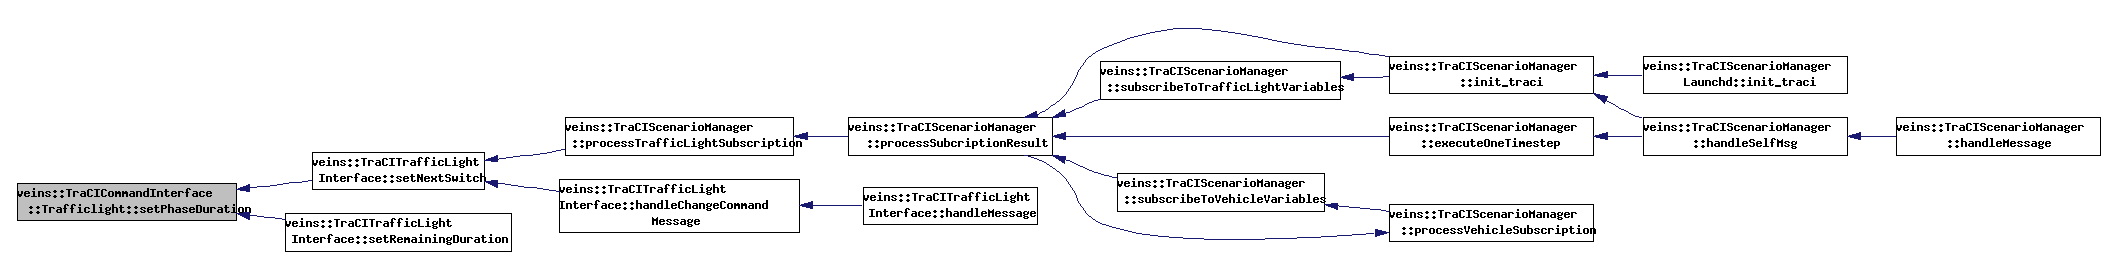 veins::TraCICommandInterface
::Trafficlight::setPhaseDuration
veins::TraCITrafficLight
Interface::setNextSwitch
veins::TraCITrafficLight
Interface::setRemainingDuration
veins::TraCIScenarioManager
::processTrafficLightSubscription
veins::TraCITrafficLight
Interface::handleChangeCommand
Message
veins::TraCIScenarioManager
::processSubcriptionResult
veins::TraCITrafficLight
Interface::handleMessage
veins::TraCIScenarioManager
::subscribeToTrafficLightVariables
veins::TraCIScenarioManager
::subscribeToVehicleVariables
veins::TraCIScenarioManager
::init_traci
veins::TraCIScenarioManager
::executeOneTimestep
veins::TraCIScenarioManager
::processVehicleSubscription
veins::TraCIScenarioManager
Launchd::init_traci
veins::TraCIScenarioManager
::handleSelfMsg
veins::TraCIScenarioManager
::handleMessage